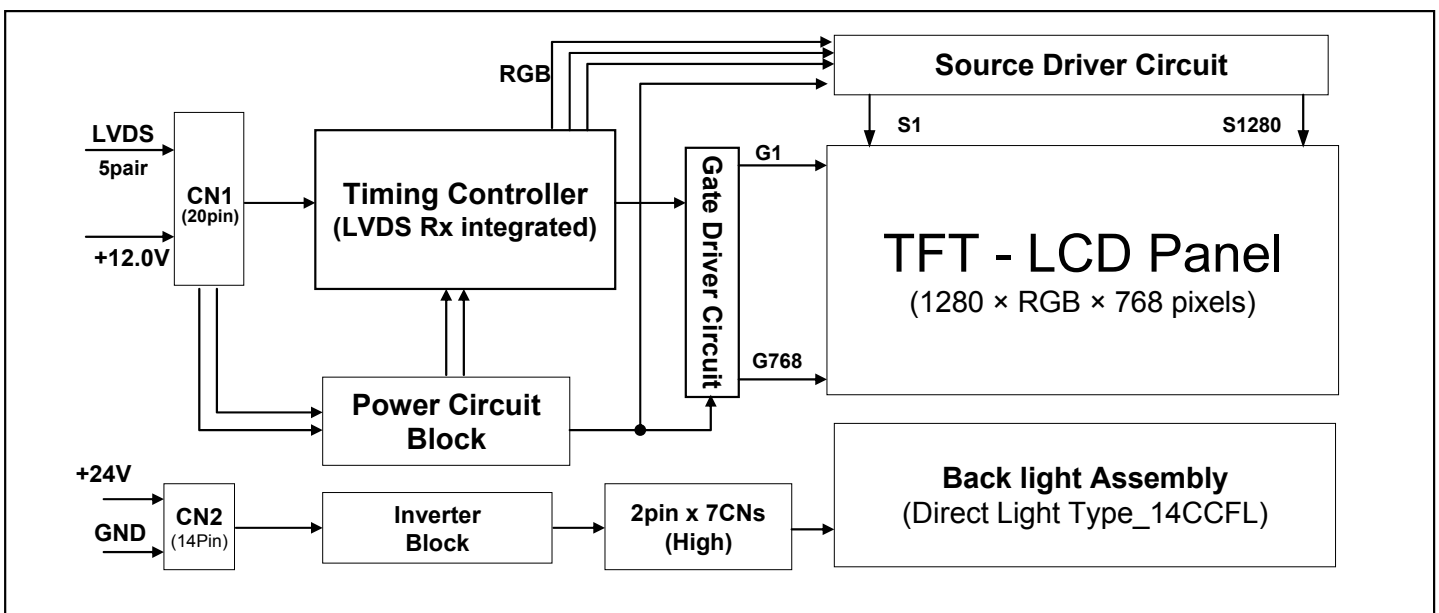 RGB
Source Driver Circuit
S1
S1280
LVDS
5pair
CN1
(20pin)
+12.0V
Timing Controller
(LVDS Rx integrated)
Gate Driver Circuit
G1
G768
TFT - LCD Panel
(1280 × RGB × 768 pixels)
Power Circuit
Block
+24V
GND
CN2
(14Pin)
Inverter
Block
2pin x 7CNs
(High)
Back light Assembly
(Direct Light Type_14CCFL)